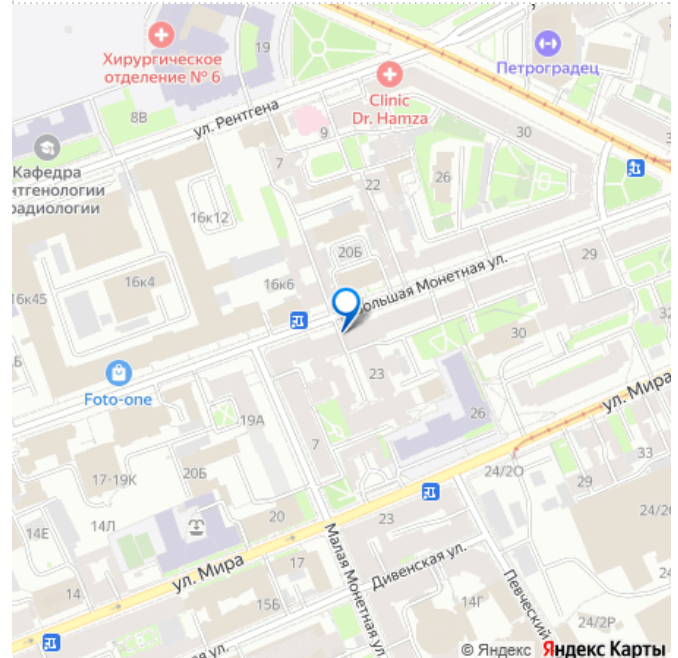 Хирургическое
отделение № 6
19
Петроградец
Clinic
Dr. Hamza
8В
ул. Рентгена
9
30
Кафедра
нтгенологии
радиологии
7
22
26
16к12
20Б
29
16к4
16к6
Большая Монетная ул.
16к45
32
30
Б
Foto-one
23
19А
26
ул. Мира
7
17-19К
20Б
24/2О
33
29
14Е
14Л
20
23
24/2
ул. Мира
17
Малая Монетная ул.
Дивенская ул.
14
15Б
14Г
Певческий
24/2Р
ул.
© Яндекс Яндекс Карты